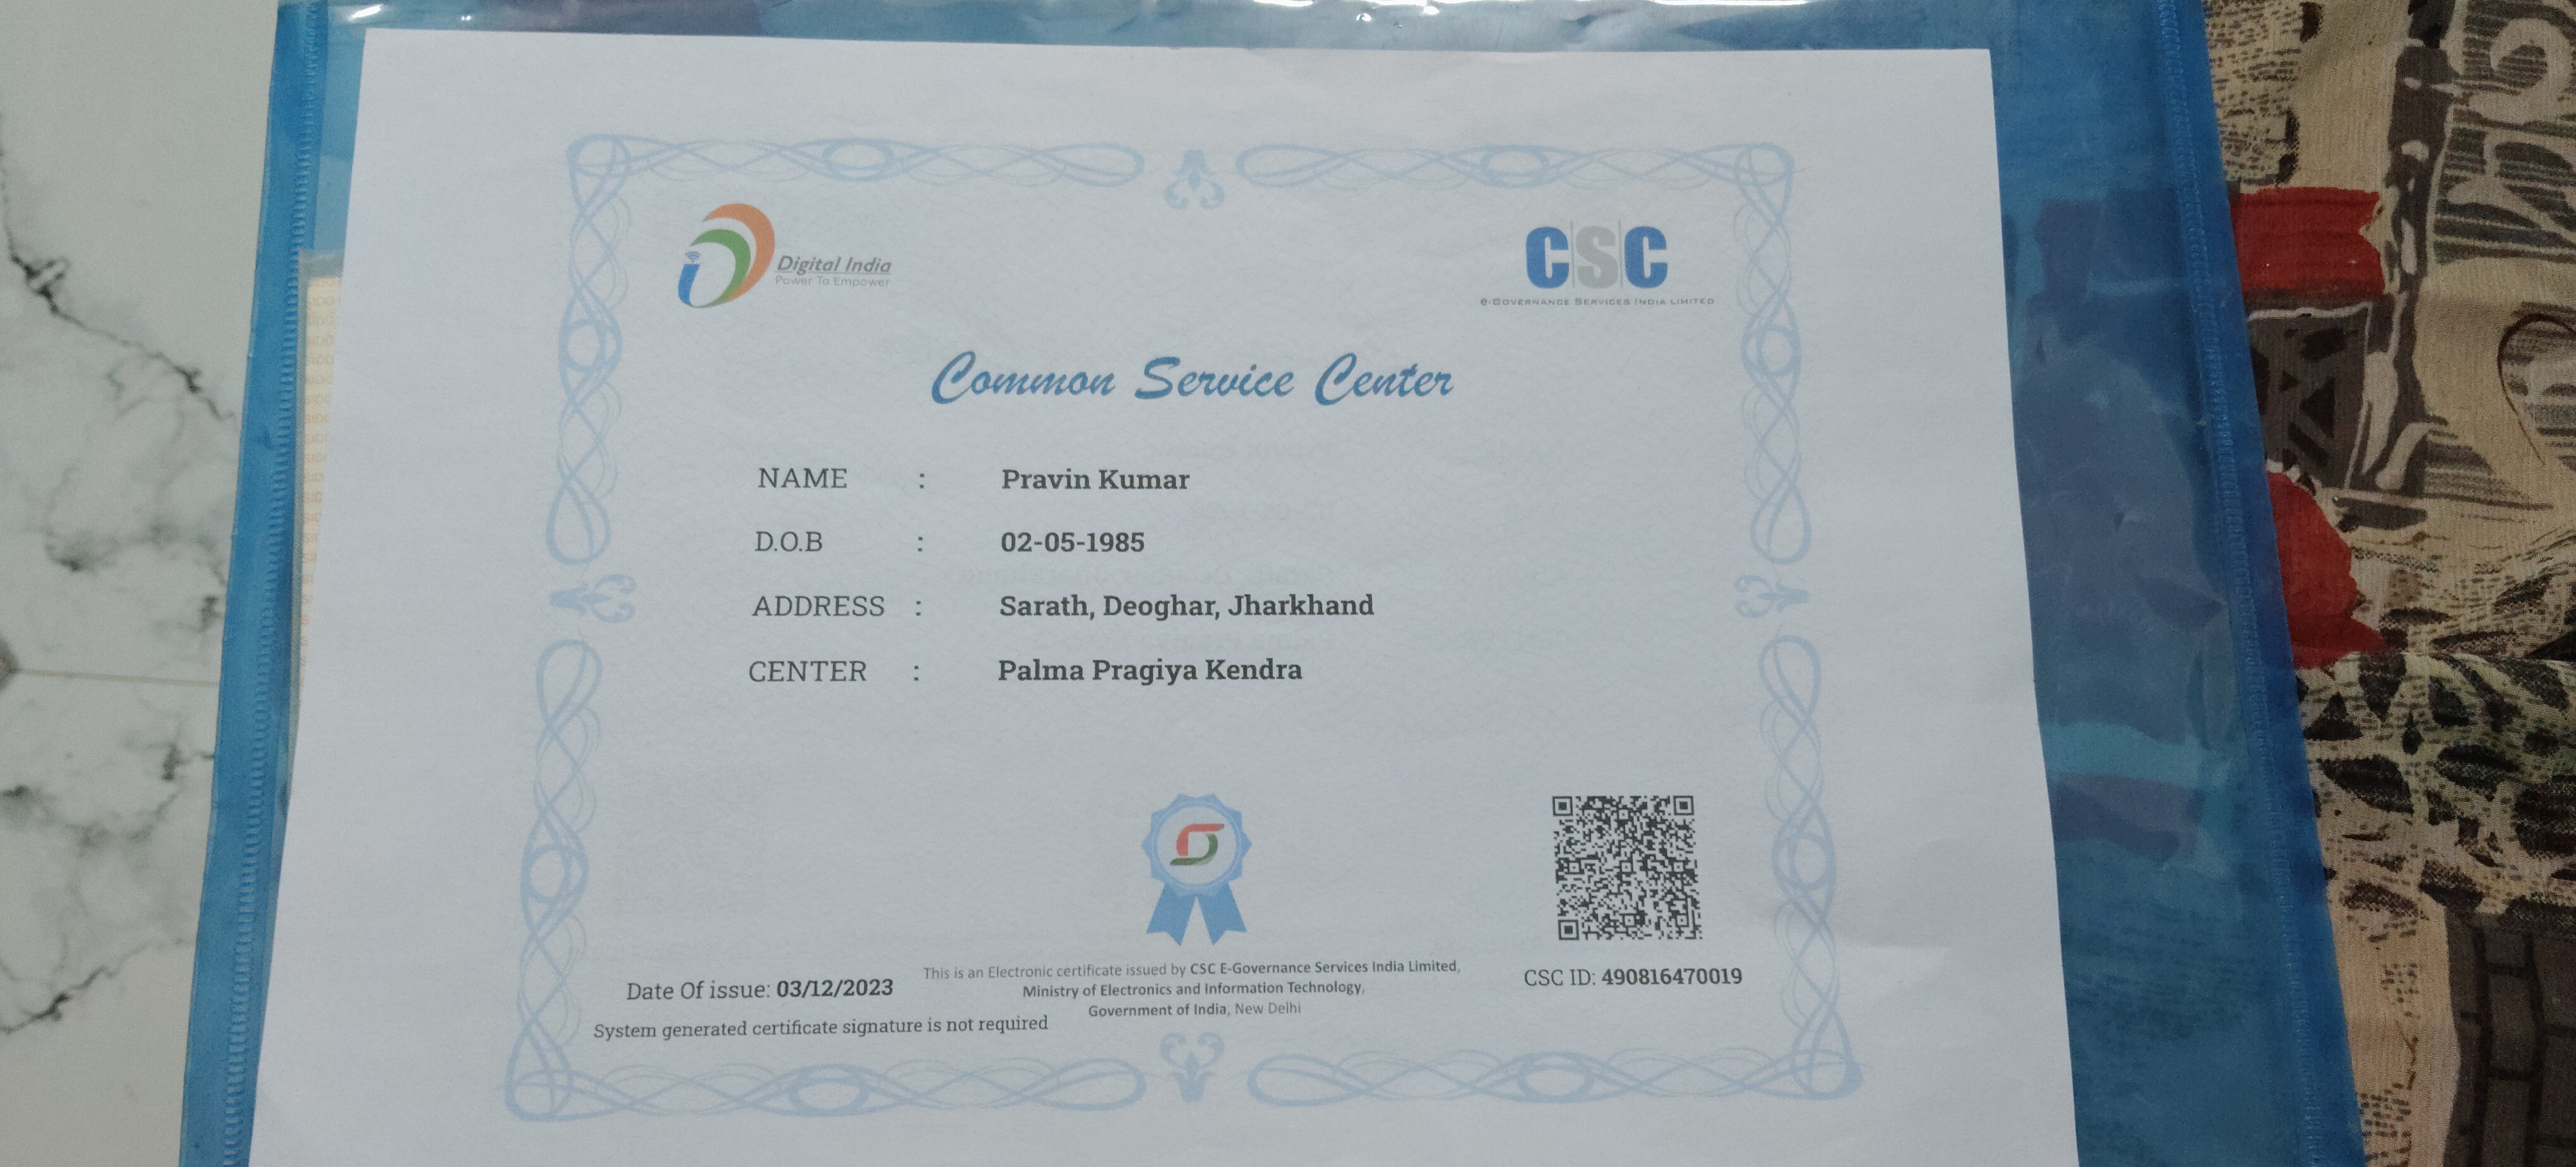 Digital India
Power To Empower
CSC
e-Governance Services India Limited
Common Service Center
NAME : Pravin Kumar
D.O.B : 02-05-1985
ADDRESS : Sarath, Deoghar, Jharkhand
CENTER : Palma Pragiya Kendra
This is an Electronic certificate issued by CSC E-Governance Services India Limited,
Ministry of Electronics and Information Technology,
Government of India, New Delhi
Date Of issue: 03/12/2023
System generated certificate signature is not required
CSC ID: 490816470019